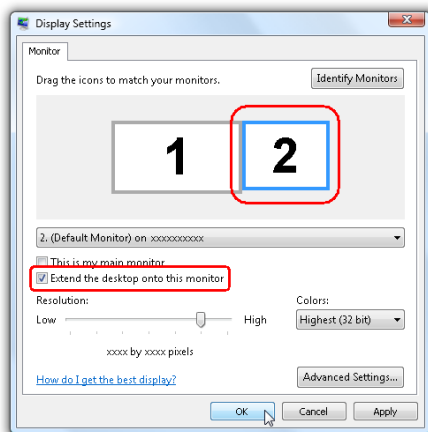 Display Settings
Monitor
Drag the icons to match your monitors.
Identify Monitors
1
2
2. (Default Monitor) on xxxxxxxxxx
This is my main monitor
Extend the desktop onto this monitor
Resolution:
Colors:
Low
High
Highest (32 bit)
xxxx by xxxx pixels
How do I get the best display?
Advanced Settings...
OK
Cancel
Apply